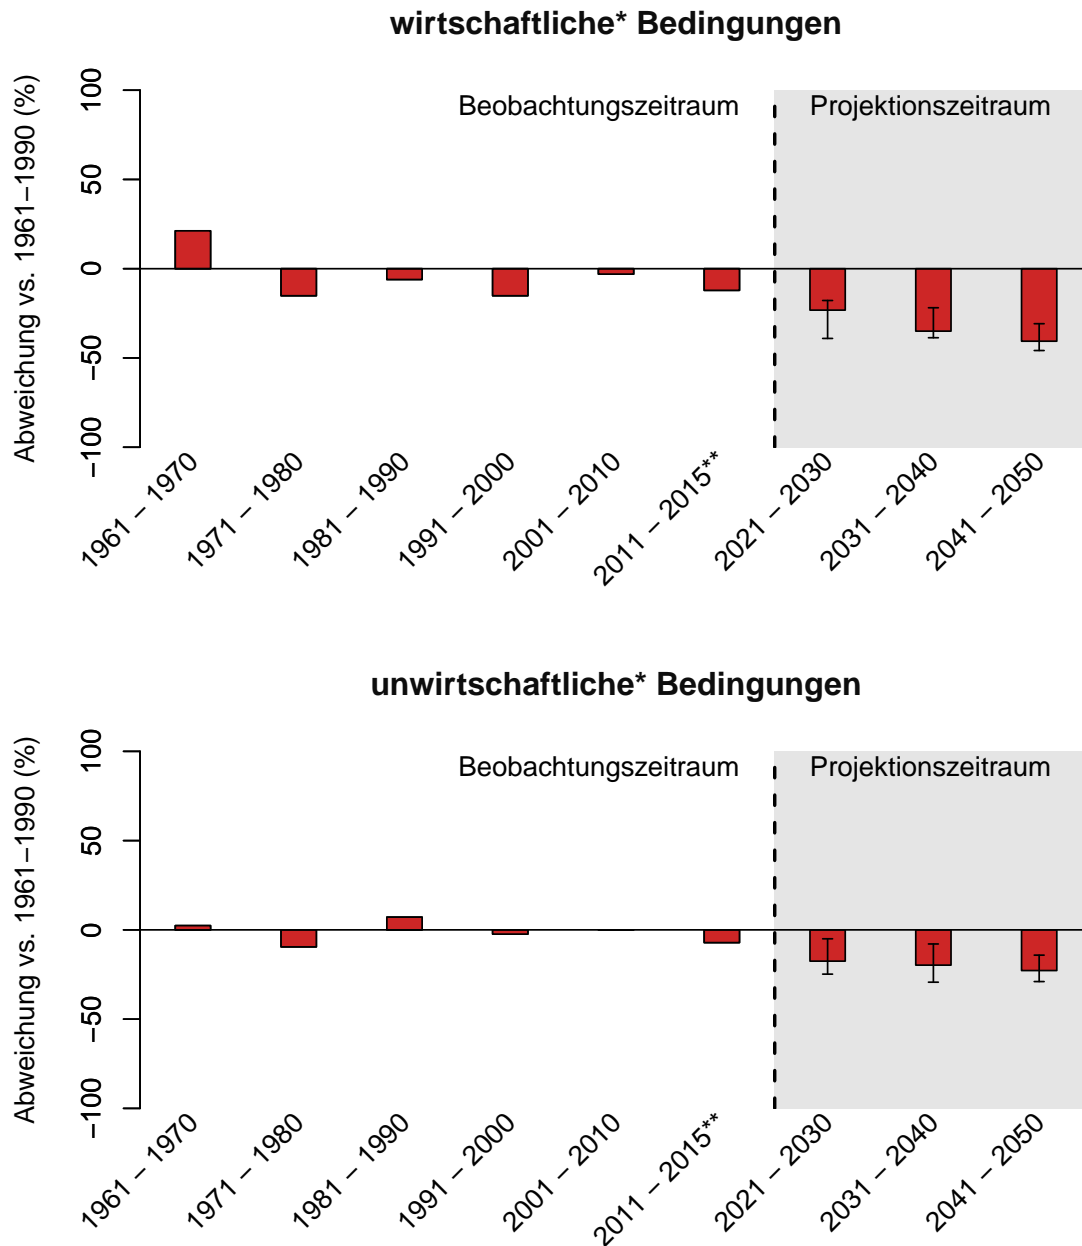 wirtschaftliche* Bedingungen
Abweichung vs. 1961–1990 (%)
100
50
0
−50
−100
Beobachtungszeitraum
Projektionszeitraum
1961 – 1970
1971 – 1980
1981 – 1990
1991 – 2000
2001 – 2010
2011 – 2015**
2021 – 2030
2031 – 2040
2041 – 2050
unwirtschaftliche* Bedingungen
Abweichung vs. 1961–1990 (%)
100
50
0
−50
−100
Beobachtungszeitraum
Projektionszeitraum
1961 – 1970
1971 – 1980
1981 – 1990
1991 – 2000
2001 – 2010
2011 – 2015**
2021 – 2030
2031 – 2040
2041 – 2050